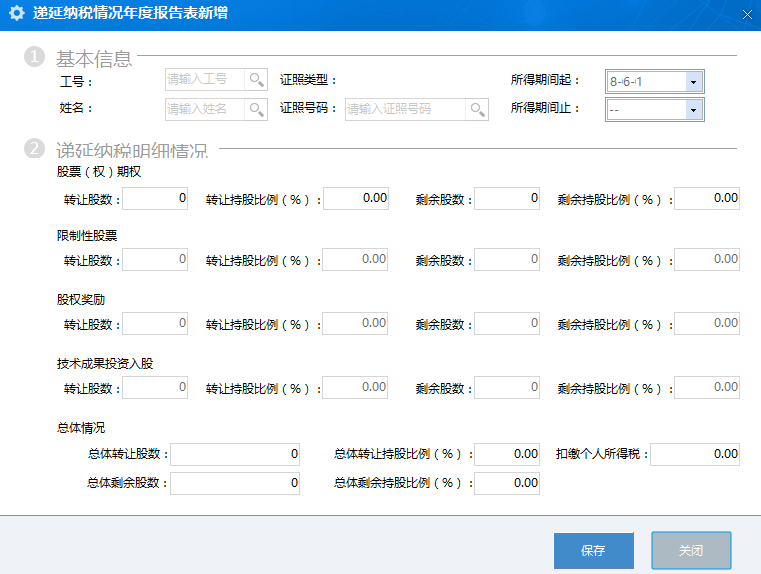 递延纳税情况年度报告表新增
1 基本信息
工号： 请输入工号 证照类型： 所得期间起： 8-6-1
姓名： 请输入姓名 证照号码： 请输入证照号码 所得期间止： --
2 递延纳税明细情况
股票（权）期权
转让股数： 0 转让持股比例（%）： 0.00 剩余股数： 0 剩余持股比例（%）： 0.00
限制性股票
转让股数： 0 转让持股比例（%）： 0.00 剩余股数： 0 剩余持股比例（%）： 0.00
股权奖励
转让股数： 0 转让持股比例（%）： 0.00 剩余股数： 0 剩余持股比例（%）： 0.00
技术成果投资入股
转让股数： 0 转让持股比例（%）： 0.00 剩余股数： 0 剩余持股比例（%）： 0.00
总体情况
总体转让股数： 0 总体转让持股比例（%）： 0.00 扣缴个人所得税： 0.00
总体剩余股数： 0 总体剩余持股比例（%）： 0.00
保存 关闭